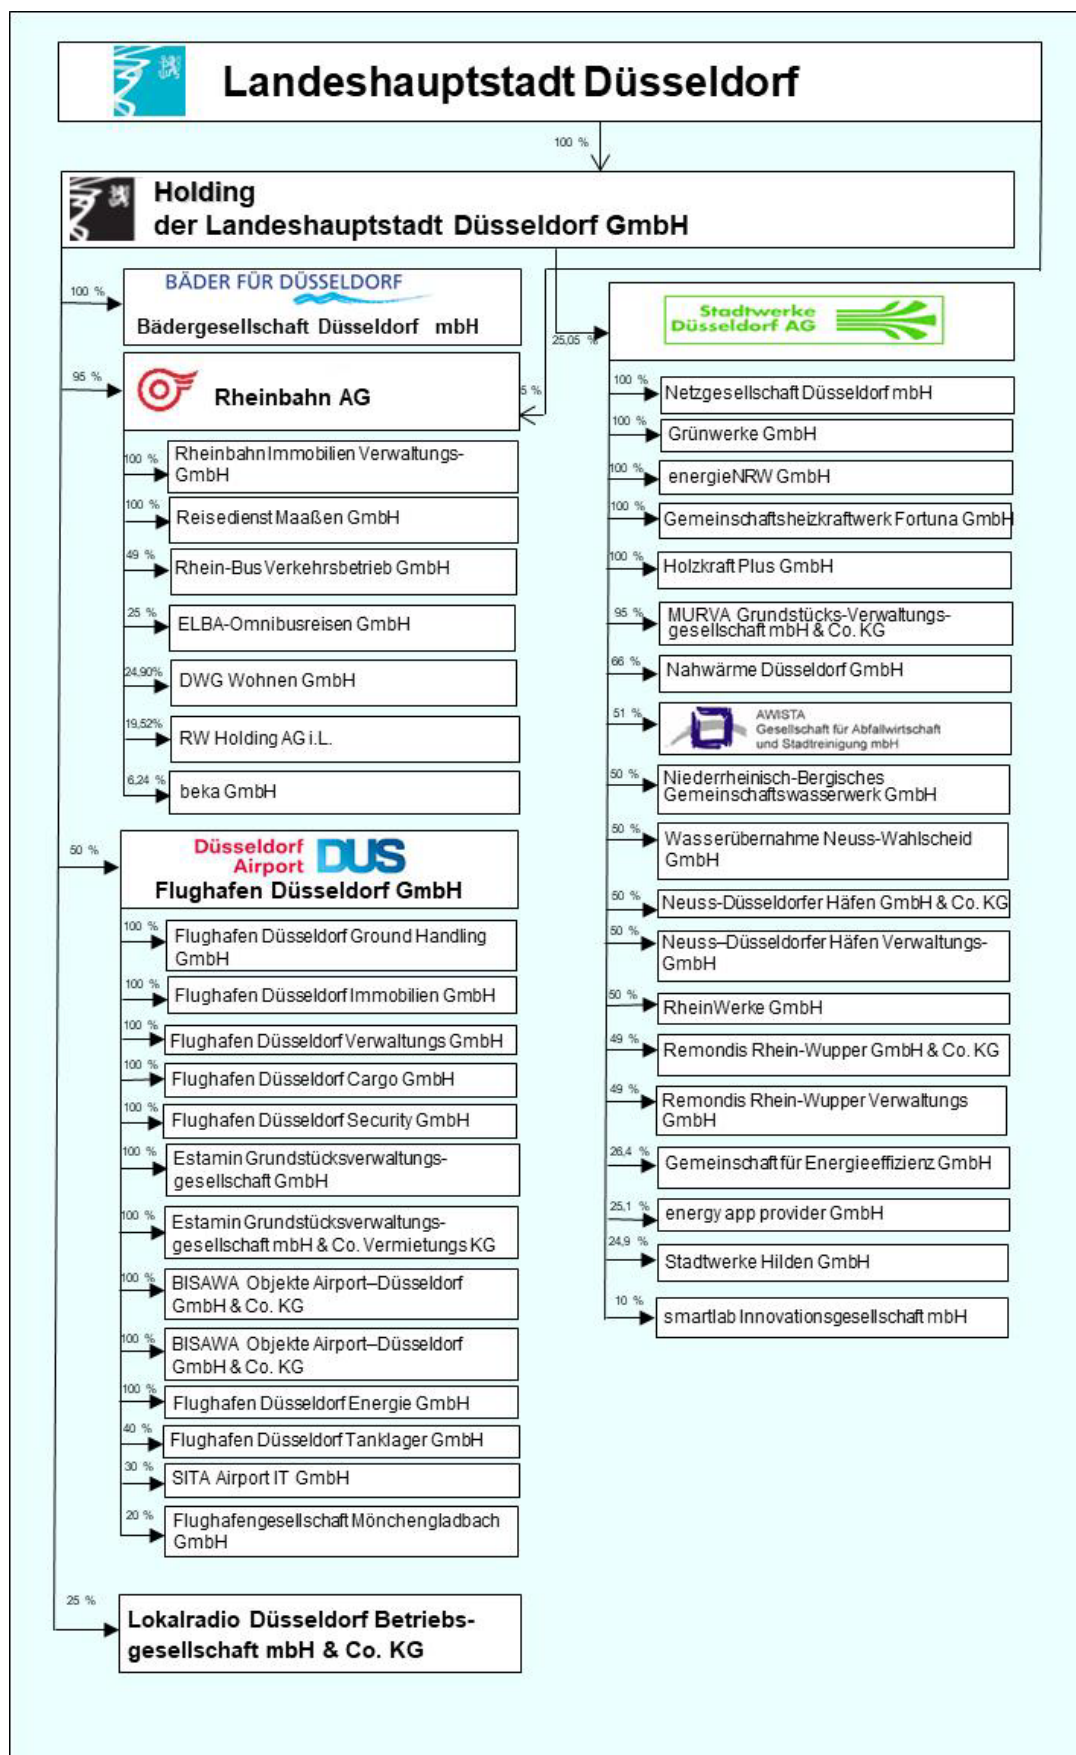 Landeshauptstadt Düsseldorf
100 %
Holding
der Landeshauptstadt Düsseldorf GmbH
100 %
BÄDER FÜR DÜSSELDORF
Bädergesellschaft Düsseldorf mbH
95 %
Rheinbahn AG
5 %
100 %
Rheinbahn Immobilien Verwaltungs-
GmbH
100 %
Reisedienst Maaßen GmbH
49 %
Rhein-Bus Verkehrsbetrieb GmbH
25 %
ELBA-Omnibusreisen GmbH
24,90%
DWG Wohnen GmbH
19,52%
RW Holding AG i.L.
6,24 %
beka GmbH
50 %
Düsseldorf
Airport
DUS
Flughafen Düsseldorf GmbH
100 %
Flughafen Düsseldorf Ground Handling
GmbH
100 %
Flughafen Düsseldorf Immobilien GmbH
100 %
Flughafen Düsseldorf Verwaltungs GmbH
100 %
Flughafen Düsseldorf Cargo GmbH
100 %
Flughafen Düsseldorf Security GmbH
100 %
Estamin Grundstücksverwaltungs-
gesellschaft GmbH
100 %
Estamin Grundstücksverwaltungs-
gesellschaft mbH & Co. Vermietungs KG
100 %
BISAWA Objekte Airport–Düsseldorf
GmbH & Co. KG
100 %
BISAWA Objekte Airport–Düsseldorf
GmbH & Co. KG
100 %
Flughafen Düsseldorf Energie GmbH
40 %
Flughafen Düsseldorf Tanklager GmbH
30 %
SITA Airport IT GmbH
20 %
Flughafengesellschaft Mönchengladbach
GmbH
25 %
Lokalradio Düsseldorf Betriebs-
gesellschaft mbH & Co. KG
25,05 %
Stadtwerke
Düsseldorf AG
100 %
Netzgesellschaft Düsseldorf mbH
100 %
Grünwerke GmbH
100 %
energieNRW GmbH
100 %
Gemeinschaftsheizkraftwerk Fortuna GmbH
100 %
Holzkraft Plus GmbH
95 %
MURVA Grundstücks-Verwaltungs-
gesellschaft mbH & Co. KG
66 %
Nahwärme Düsseldorf GmbH
51 %
AWISTA
Gesellschaft für Abfallwirtschaft
und Stadtreinigung mbH
50 %
Niederrheinisch-Bergisches
Gemeinschaftswasserwerk GmbH
50 %
Wasserübernahme Neuss-Wahlscheid
GmbH
50 %
Neuss-Düsseldorfer Häfen GmbH & Co. KG
50 %
Neuss–Düsseldorfer Häfen Verwaltungs-
GmbH
50 %
RheinWerke GmbH
49 %
Remondis Rhein-Wupper GmbH & Co. KG
49 %
Remondis Rhein-Wupper Verwaltungs
GmbH
26,4 %
Gemeinschaft für Energieeffizienz GmbH
25,1 %
energy app provider GmbH
24,9 %
Stadtwerke Hilden GmbH
10 %
smartlab Innovationsgesellschaft mbH